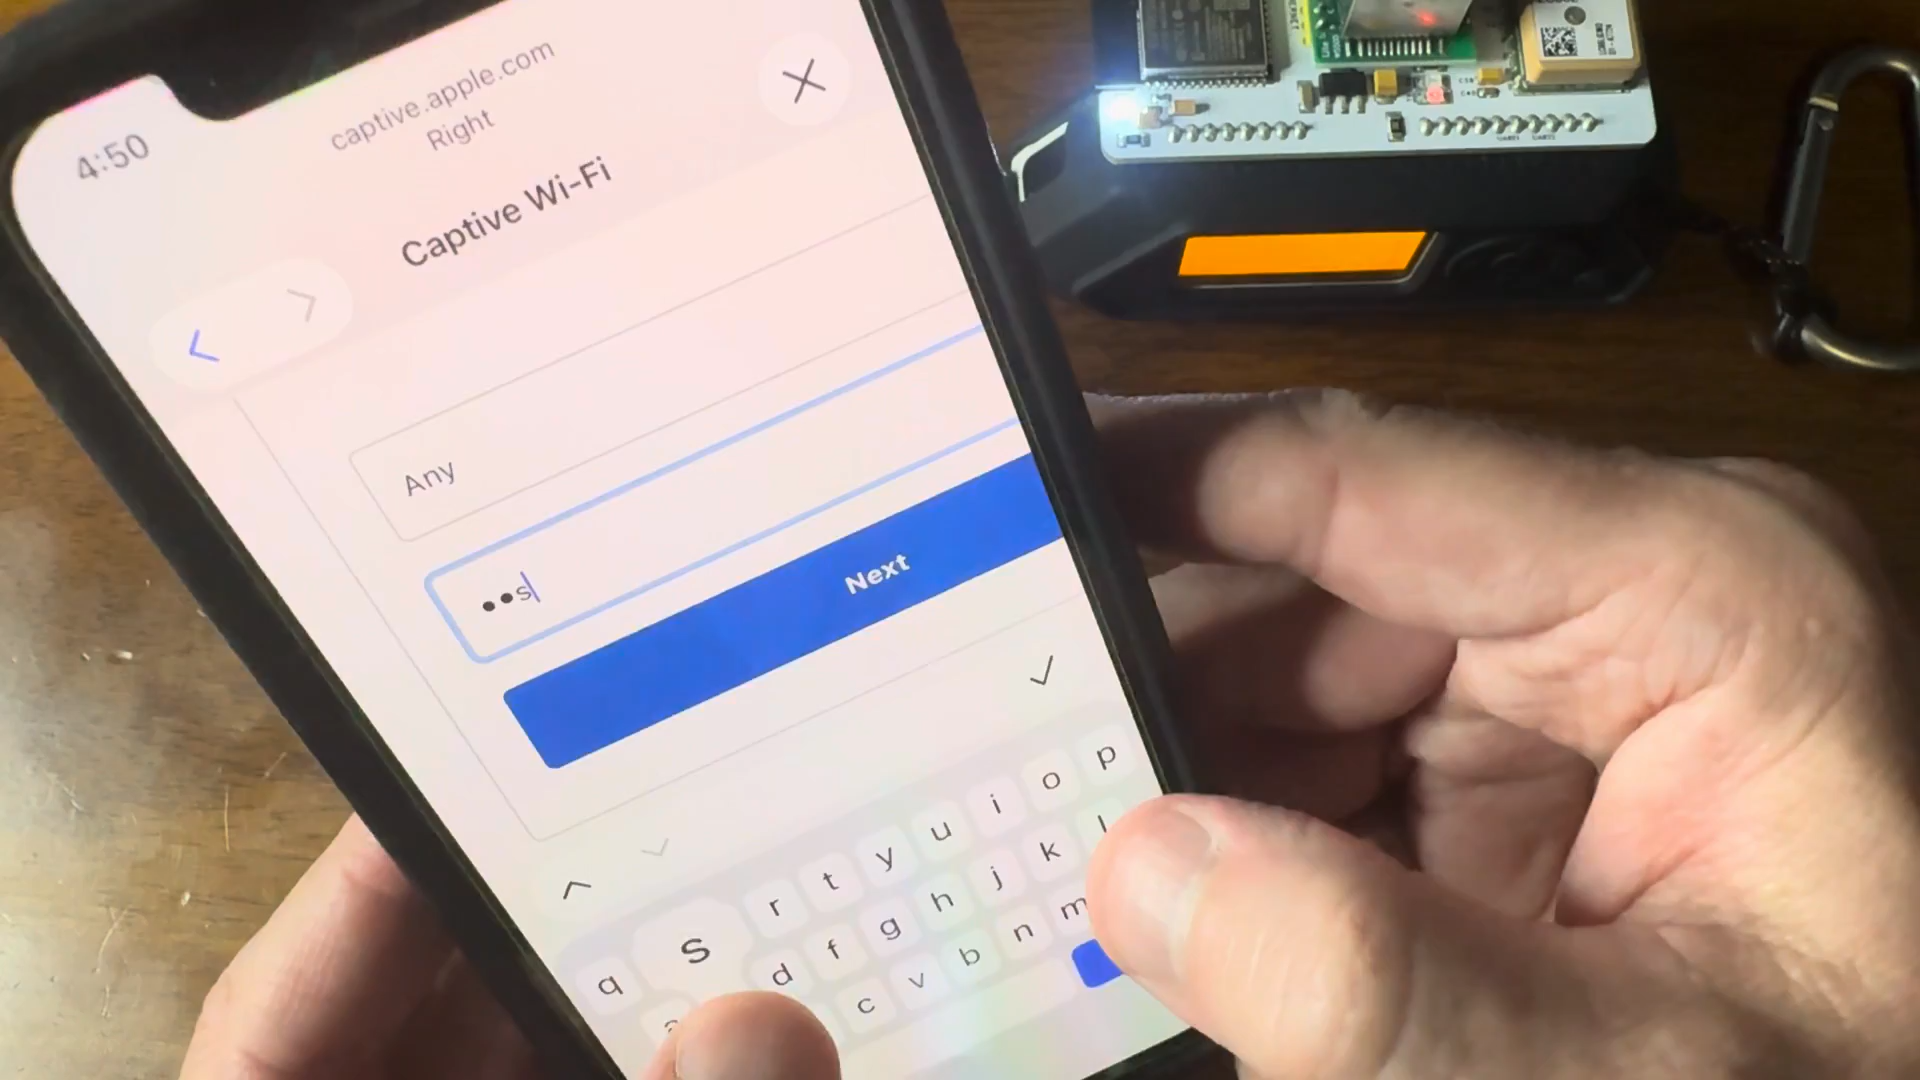 4:50
captive.apple.com
Right
Captive Wi-Fi
Any
••s
Next
q s r t y u i o p
d f g h j k l
c v b n m